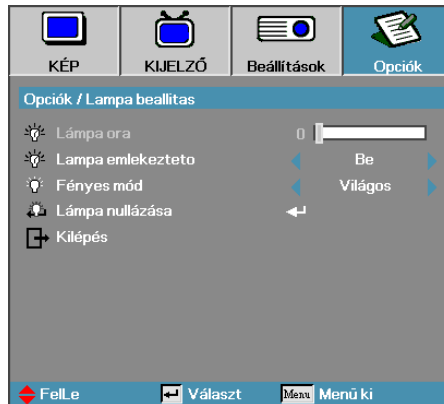 KÉP KIJELZŐ Beállítások Opciók
Opciók / Lampa beallitas
Lámpa ora 0
Lampa emlekezteto Be
Fényes mód Világos
Lámpa nullázása
Kilépés
FelLe Választ Menu Menü ki